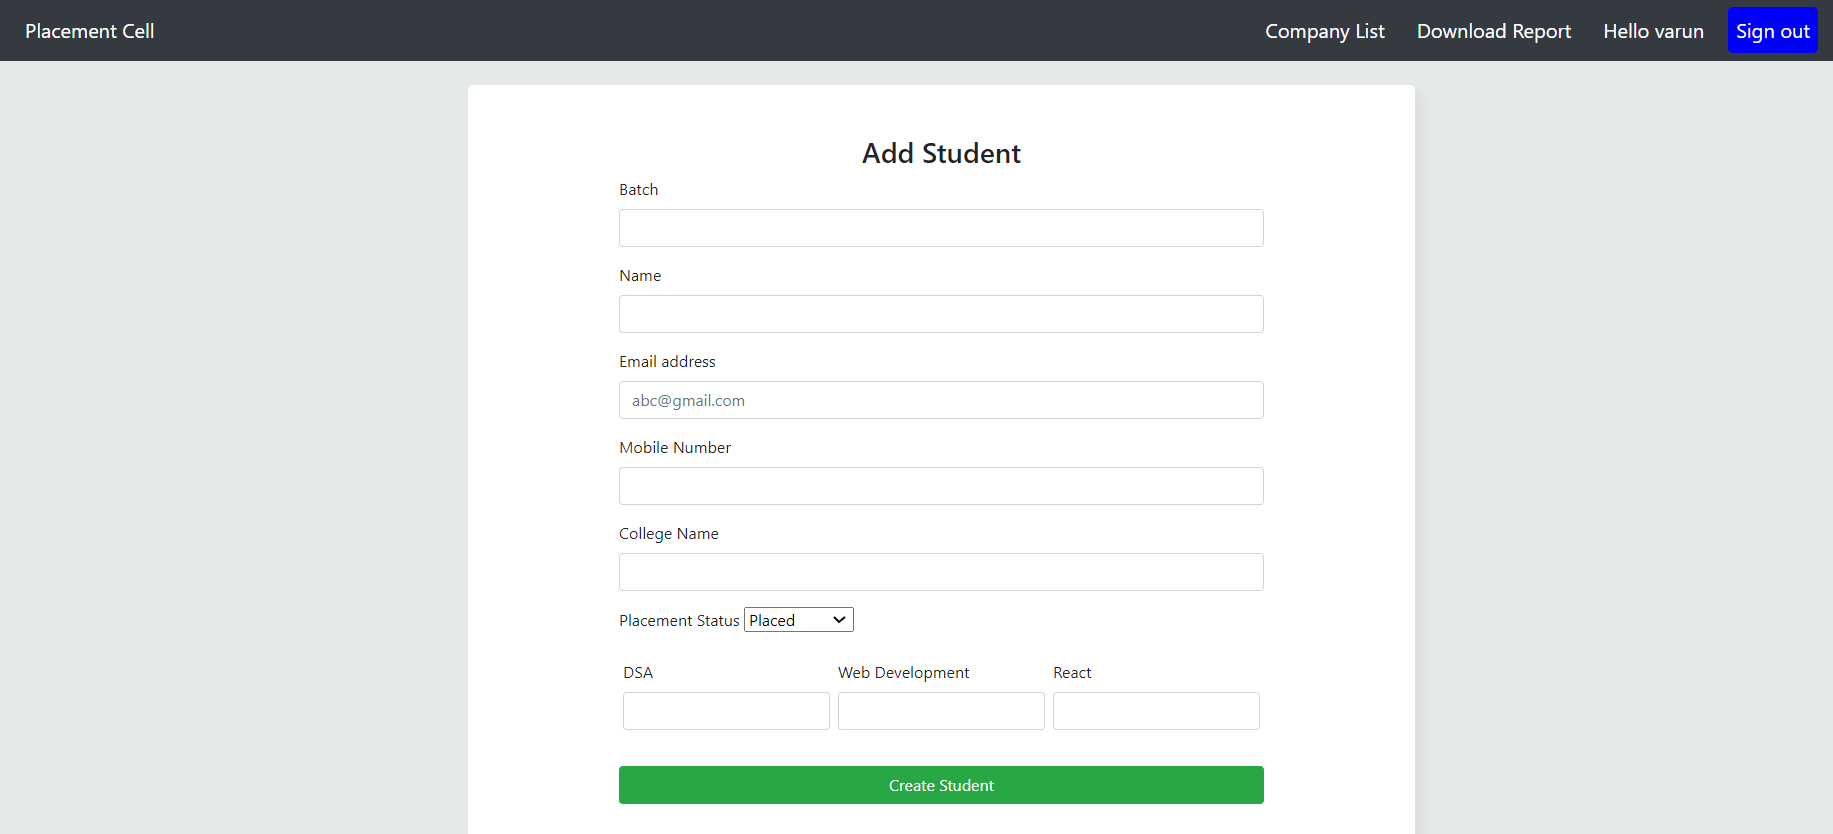 Placement Cell Company List Download Report Hello varun Sign out
Add Student
Batch
Name
Email address
abc@gmail.com
Mobile Number
College Name
Placement Status Placed
DSA Web Development React
Create Student